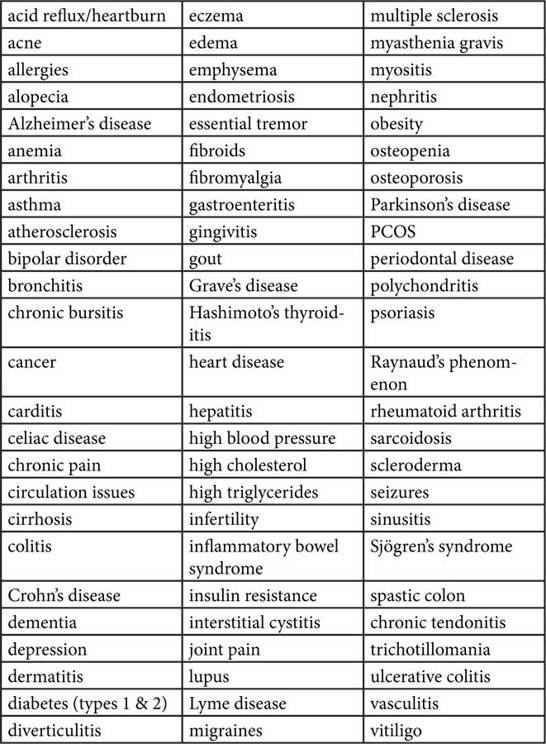 acid reflux/heartburn eczema multiple sclerosis
acne edema myasthenia gravis
allergies emphysema myositis
alopecia endometriosis nephritis
Alzheimer’s disease essential tremor obesity
anemia fibroids osteopenia
arthritis fibromyalgia osteoporosis
asthma gastroenteritis Parkinson’s disease
atherosclerosis gingivitis PCOS
bipolar disorder gout periodontal disease
bronchitis Grave’s disease polychondritis
chronic bursitis Hashimoto’s thyroid- psoriasis
itis
cancer heart disease Raynaud’s phenom-
enon
carditis hepatitis rheumatoid arthritis
celiac disease high blood pressure sarcoidosis
chronic pain high cholesterol scleroderma
circulation issues high triglycerides seizures
cirrhosis infertility sinusitis
colitis inflammatory bowel Sjögren’s syndrome
syndrome
Crohn’s disease insulin resistance spastic colon
dementia interstitial cystitis chronic tendonitis
depression joint pain trichotillomania
dermatitis lupus ulcerative colitis
diabetes (types 1 & 2) Lyme disease vasculitis
diverticulitis migraines vitiligo